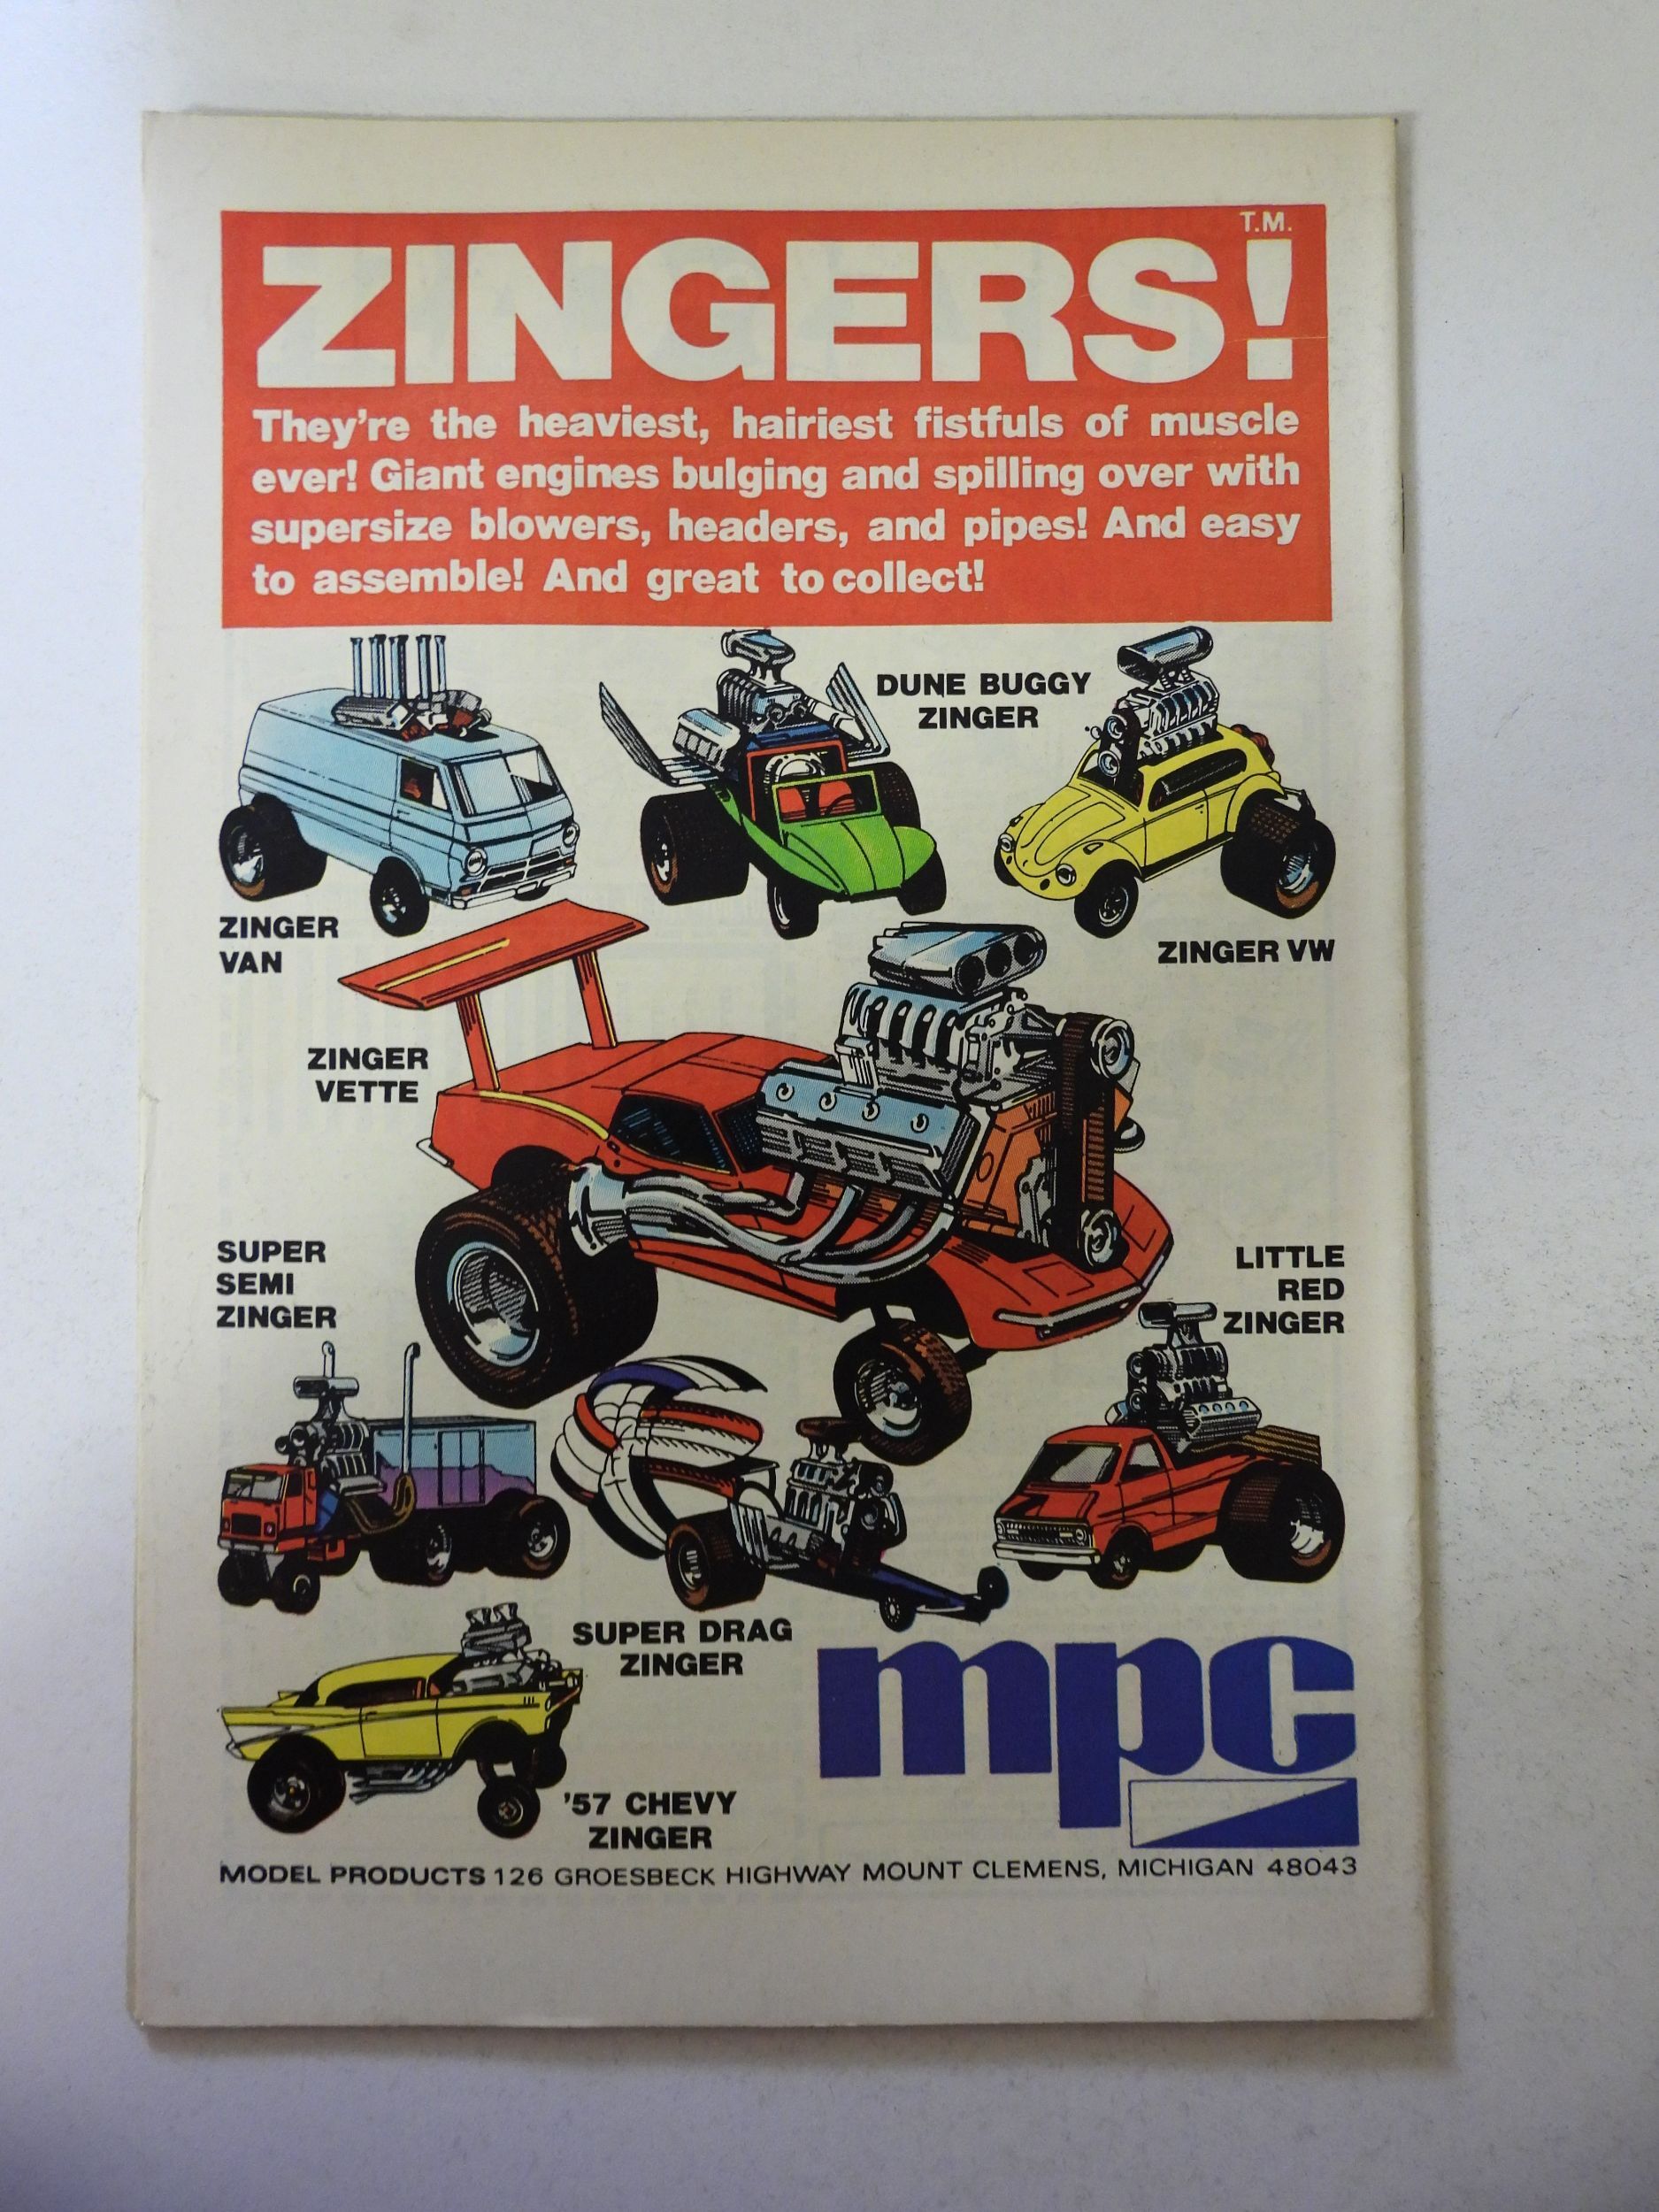 T.M.
ZINGERS!
They're the heaviest, hairiest fistfuls of muscle
ever! Giant engines bulging and spilling over with
supersize blowers, headers, and pipes! And easy
to assemble! And great to collect!
DUNE BUGGY
ZINGER
ZINGER
VAN
ZINGER VW
ZINGER
VETTE
SUPER
SEMI
ZINGER
LITTLE
RED
ZINGER
SUPER DRAG
ZINGER
'57 CHEVY
ZINGER
mpc
MODEL PRODUCTS 126 GROESBECK HIGHWAY MOUNT CLEMENS, MICHIGAN 48043